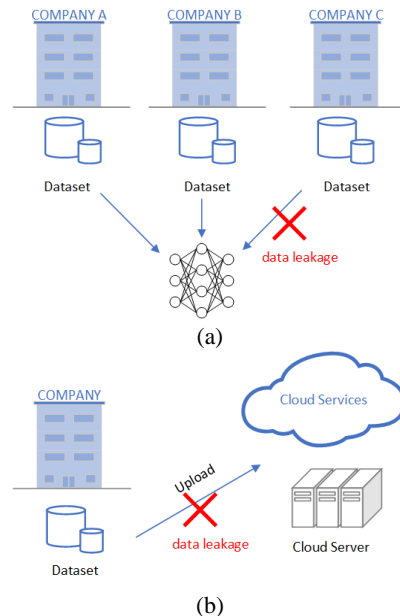 COMPANY A COMPANY B COMPANY C
Dataset Dataset Dataset
data leakage
(a)
COMPANY
Cloud Services
Upload
data leakage
Dataset
Cloud Server
(b)